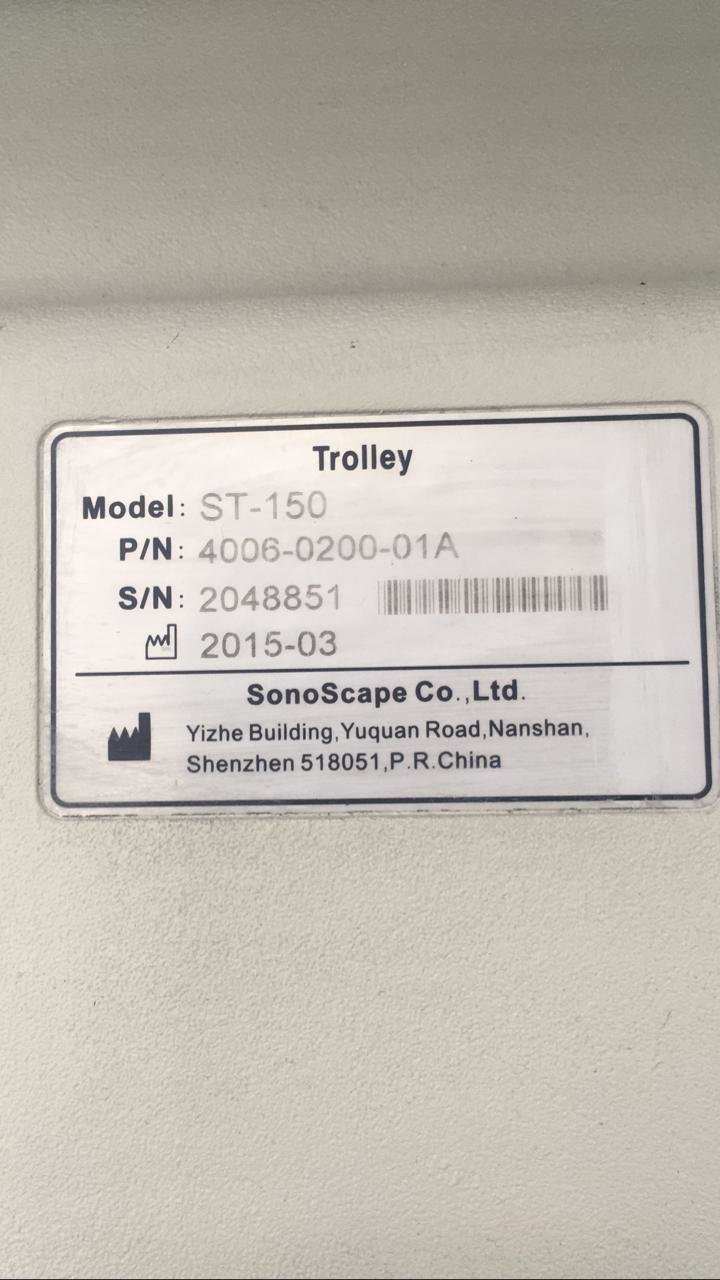 Trolley
Model: ST-150
P/N: 4006-0200-01A
S/N: 2048851
2015-03
SonoScape Co.,Ltd.
Yizhe Building,Yuquan Road,Nanshan,
Shenzhen 518051,P.R.China